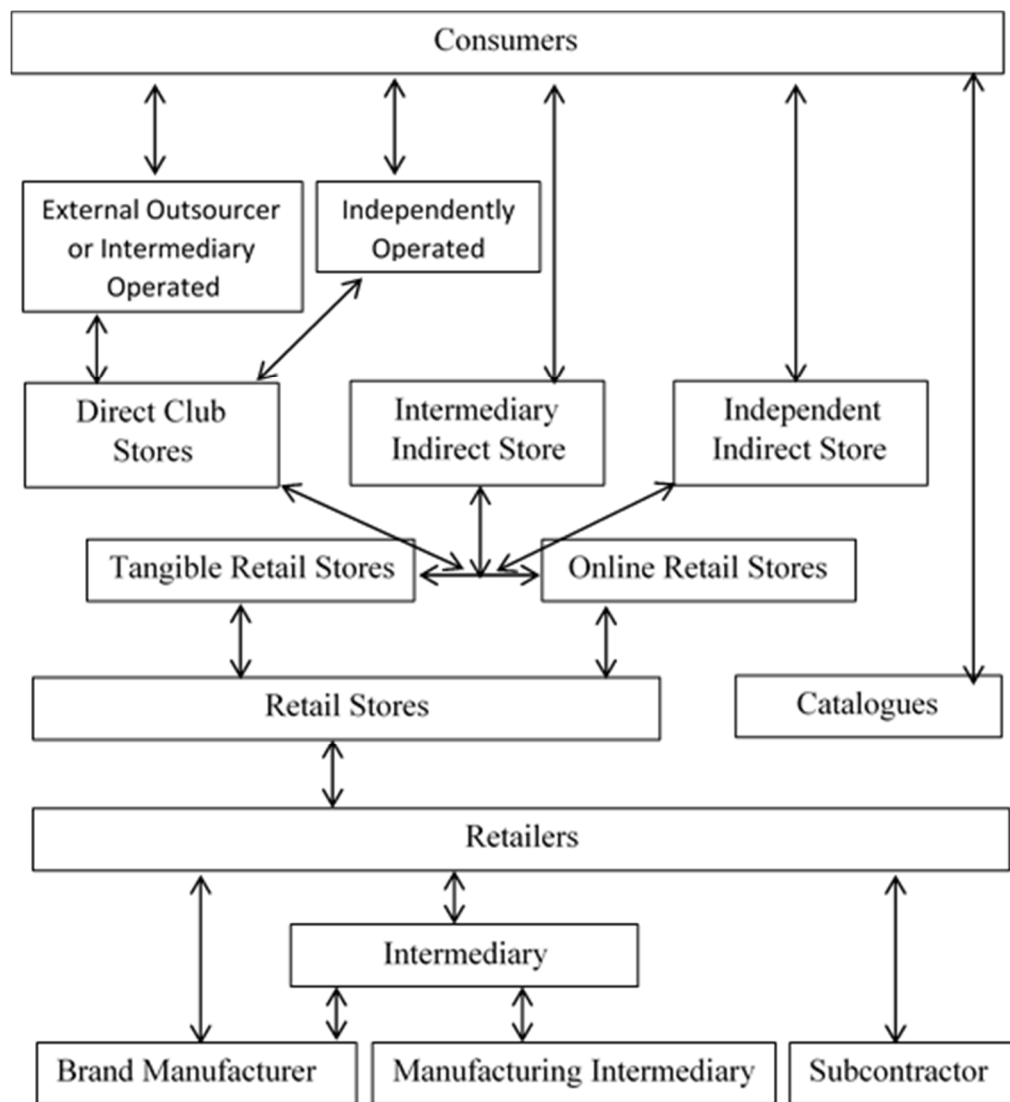 Consumers
External Outsourcer
or Intermediary
Operated
Independently
Operated
Direct Club
Stores
Intermediary
Indirect Store
Independent
Indirect Store
Tangible Retail Stores
Online Retail Stores
Retail Stores
Catalogues
Retailers
Intermediary
Brand Manufacturer
Manufacturing Intermediary
Subcontractor